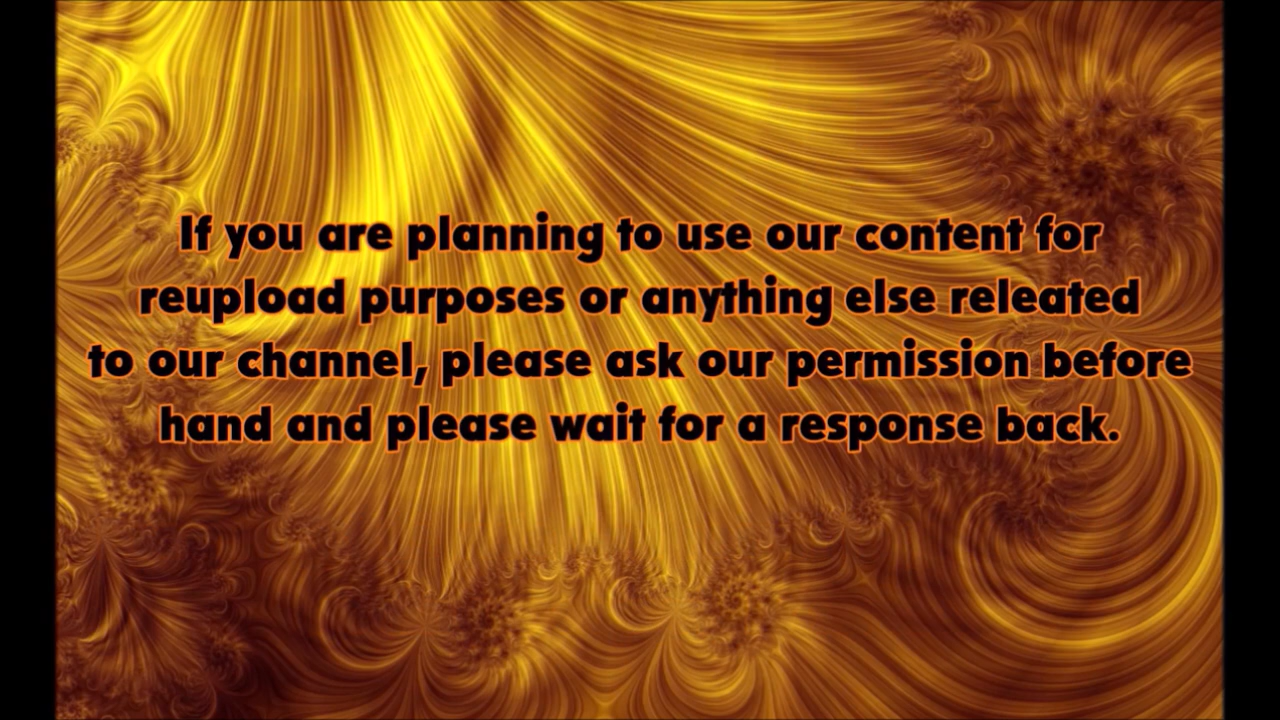 If you are planning to use our content for
reupload purposes or anything else releated
to our channel, please ask our permission before
hand and please wait for a response back.